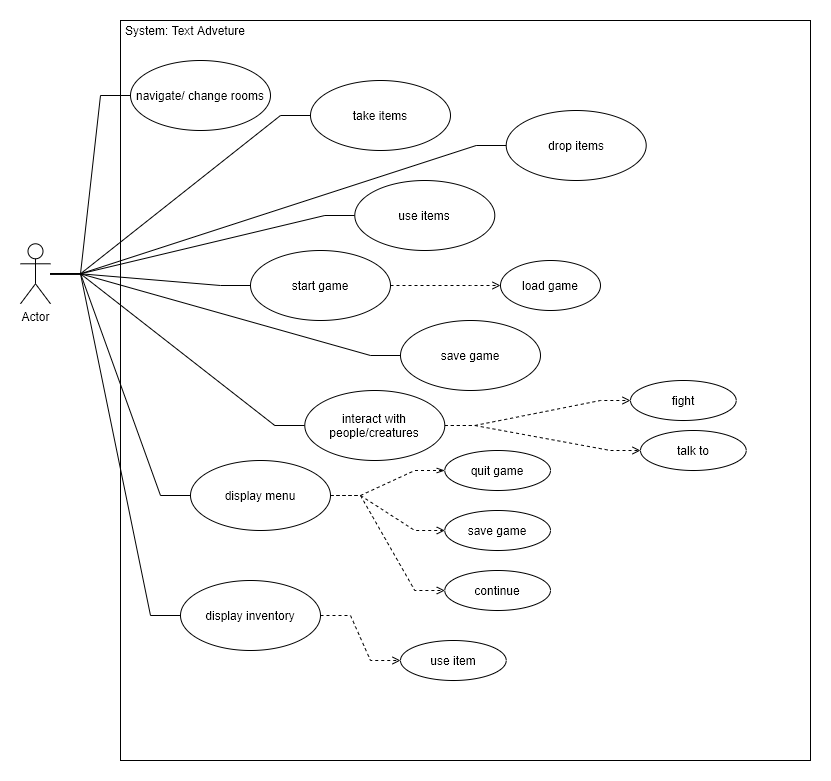 System: Text Adveture
navigate/ change rooms
take items
drop items
use items
start game
load game
Actor
save game
fight
interact with
people/creatures
talk to
quit game
display menu
save game
continue
display inventory
use item